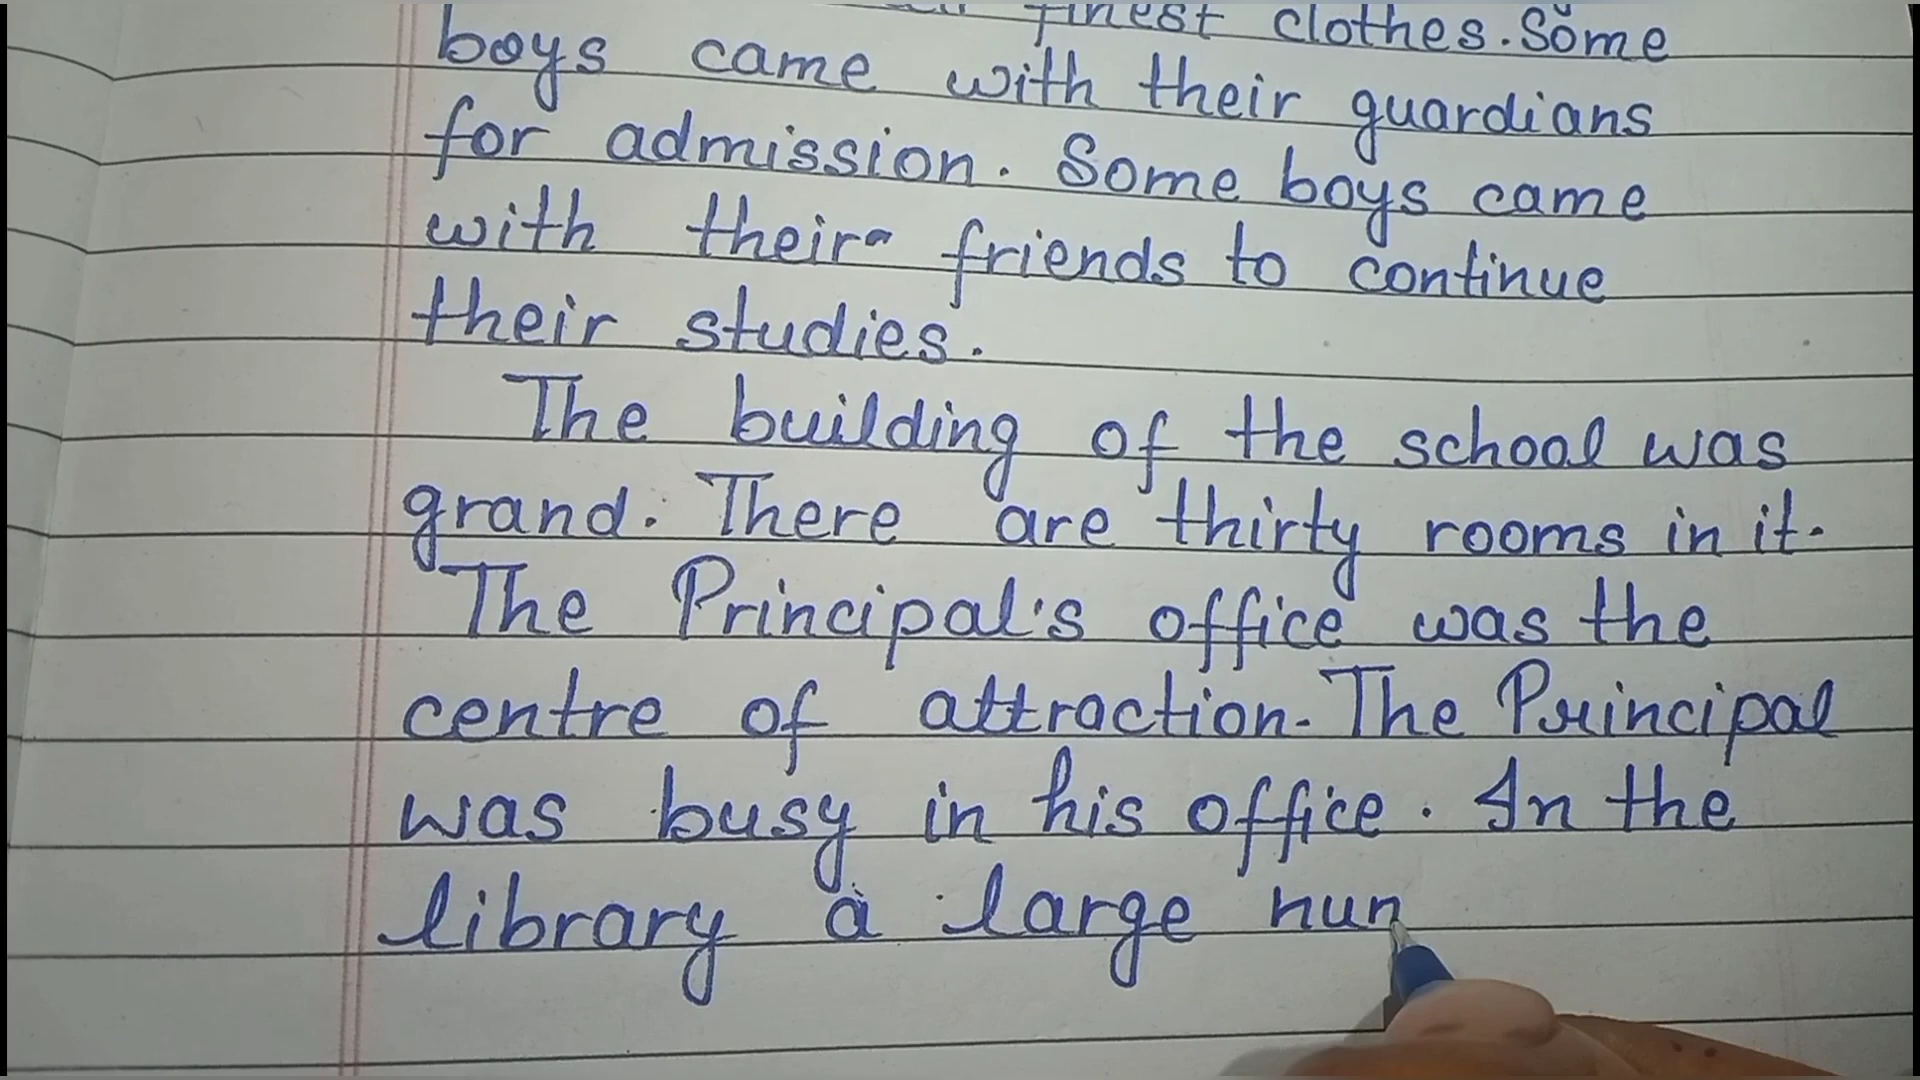 finest clothes. Some
boys came with their guardians
for admission. Some boys came
with their friends to continue
their studies.
The building of the school was
grand. There are thirty rooms in it.
The Principal's office was the
centre of attraction. The Principal
was busy in his office. In the
library a large num